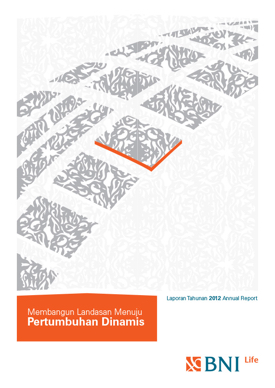 Laporan Tahunan 2012 Annual Report
Membangun Landasan Menuju
Pertumbuhan Dinamis
BNI Life